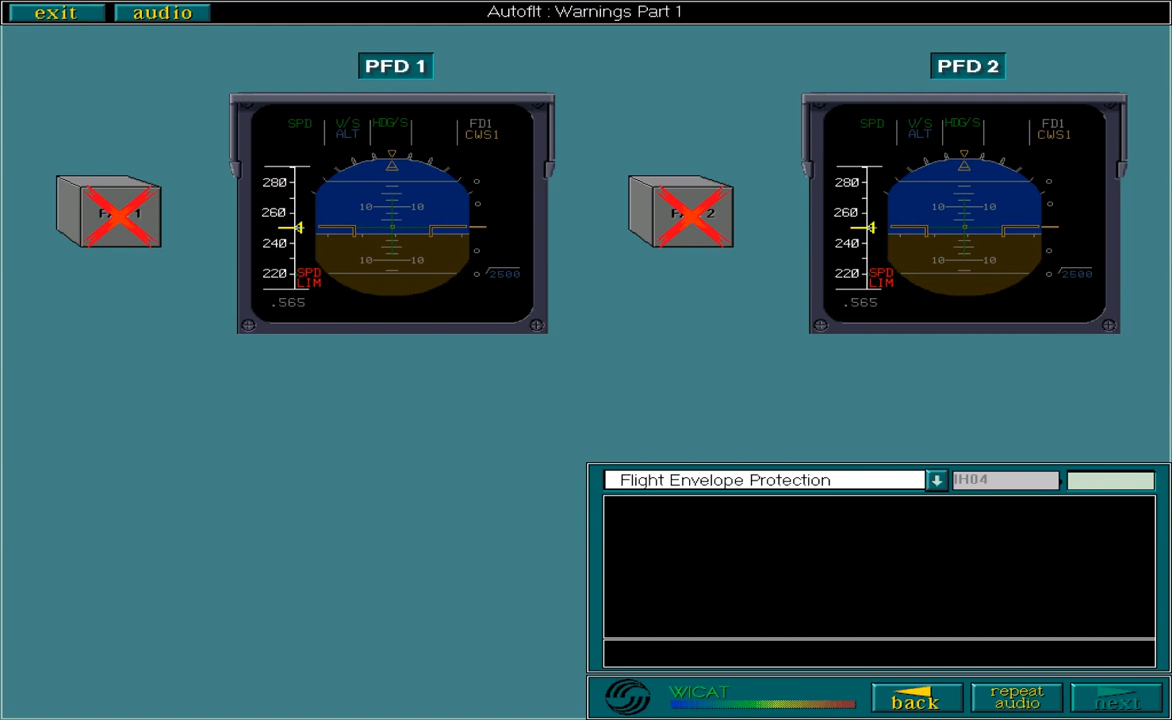 exit audio Autoflt : Warnings Part 1
PFD 1 PFD 2
SPD V/S HDG/S FD1
ALT CWS1
280
260 10 10
240
220 10 10
SPD
LIM
2500
.565
SPD V/S HDG/S FD1
ALT CWS1
280
260 10 10
240
220 10 10
SPD
LIM
2500
.565
Flight Envelope Protection IH04
WICAT
back
repeat
audio
next